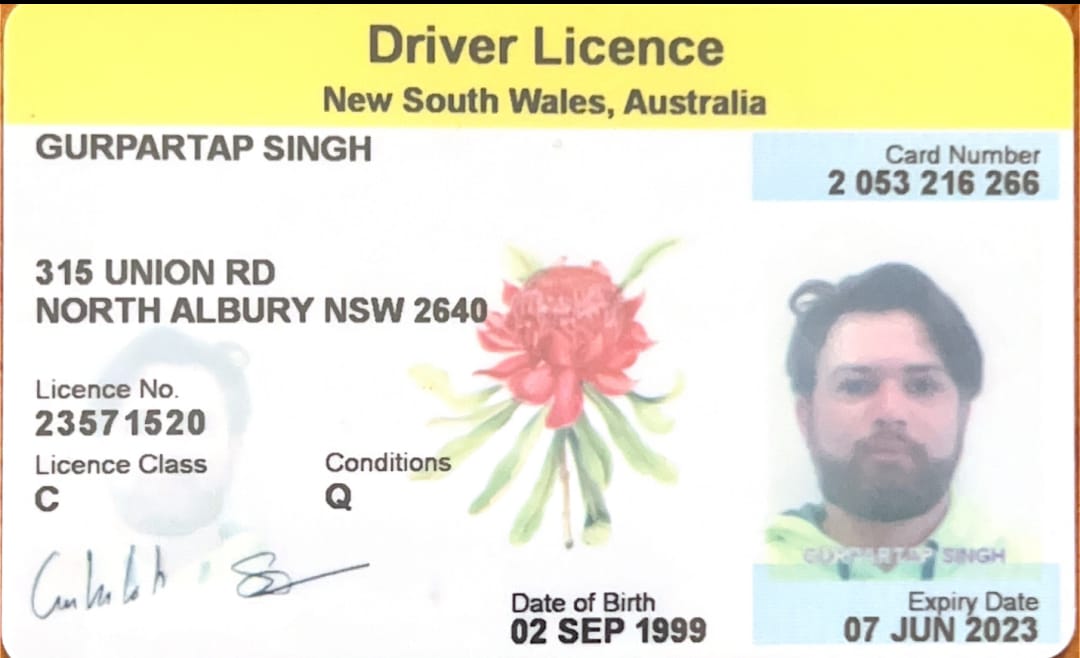 Driver Licence
New South Wales, Australia
GURPARTAP SINGH
Card Number
2 053 216 266
315 UNION RD
NORTH ALBURY NSW 2640
Licence No.
23571520
Licence Class
C
Conditions
Q
GURPARTAP SINGH
Date of Birth
02 SEP 1999
Expiry Date
07 JUN 2023